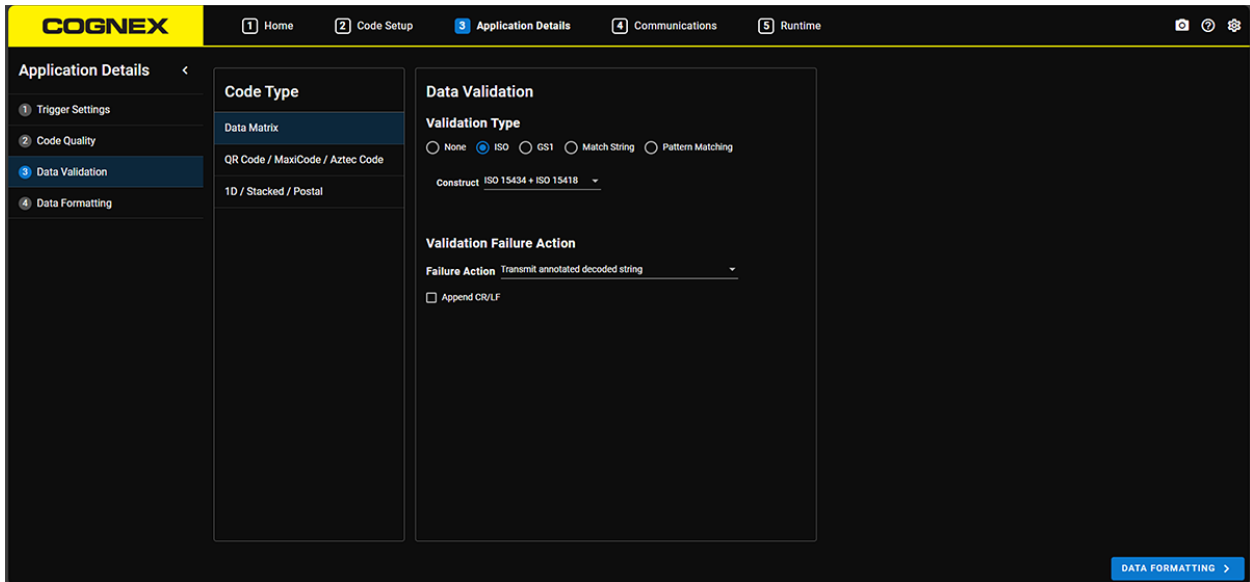 COGNEX
1 Home 2 Code Setup 3 Application Details 4 Communications 5 Runtime
Application Details
1 Trigger Settings
2 Code Quality
3 Data Validation
4 Data Formatting
Code Type
Data Matrix
QR Code / MaxiCode / Aztec Code
1D / Stacked / Postal
Data Validation
Validation Type
None ISO GS1 Match String Pattern Matching
Construct ISO 15434 + ISO 15418
Validation Failure Action
Failure Action Transmit annotated decoded string
Append CR/LF
DATA FORMATTING